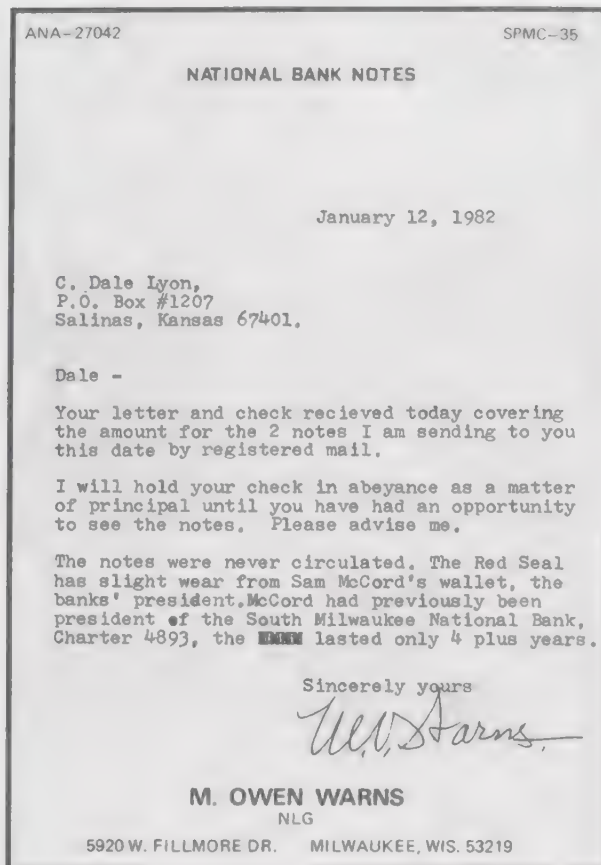 ANA-27042 SPMC-35
NATIONAL BANK NOTES
January 12, 1982
C. Dale Lyon,
P.O. Box #1207
Salinas, Kansas 67401.
Dale -
Your letter and check recieved today covering
the amount for the 2 notes I am sending to you
this date by registered mail.
I will hold your check in abeyance as a matter
of principal until you have had an opportunity
to see the notes. Please advise me.
The notes were never circulated. The Red Seal
has slight wear from Sam McCord's wallet, the
banks' president.McCord had previously been
president of the South Milwaukee National Bank,
Charter 4893, the lasted only 4 plus years.
Sincerely yours
M. OWEN WARNS
NLG
5920 W. FILLMORE DR. MILWAUKEE, WIS. 53219